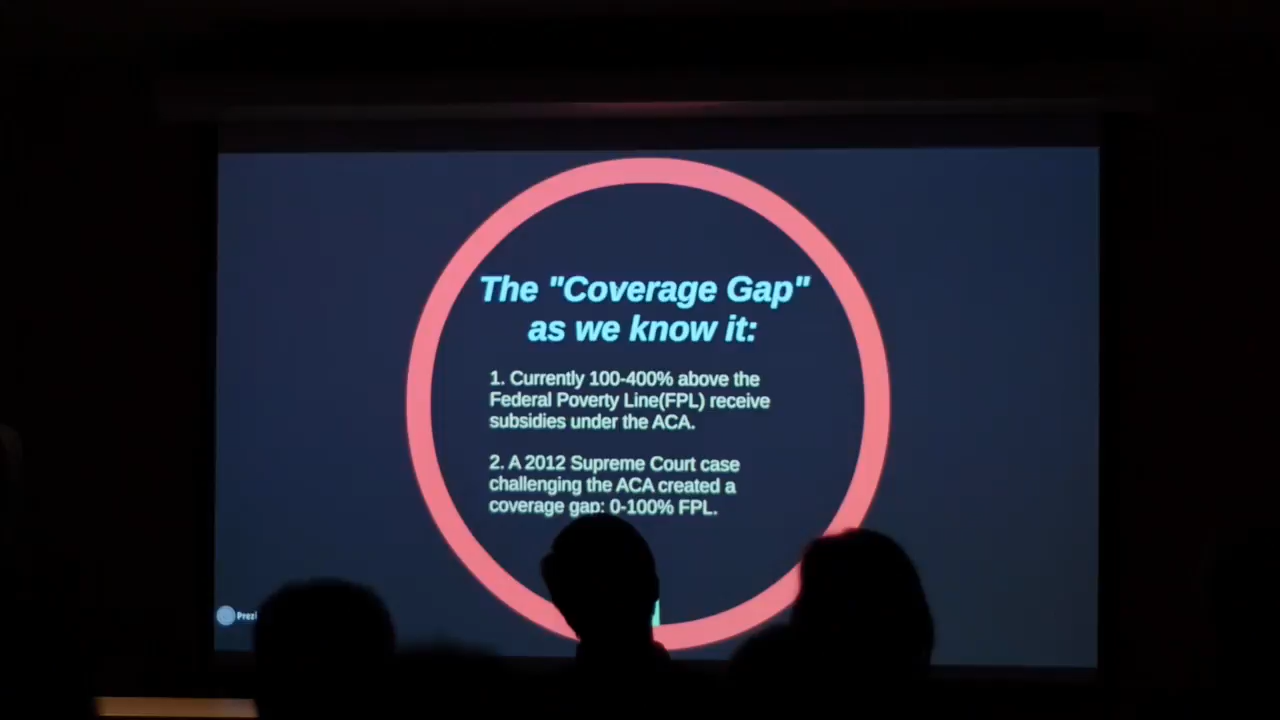 The "Coverage Gap"
as we know it:
1. Currently 100-400% above the
Federal Poverty Line(FPL) receive
subsidies under the ACA.
2. A 2012 Supreme Court case
challenging the ACA created a
coverage gap: 0-100% FPL.
Prezi